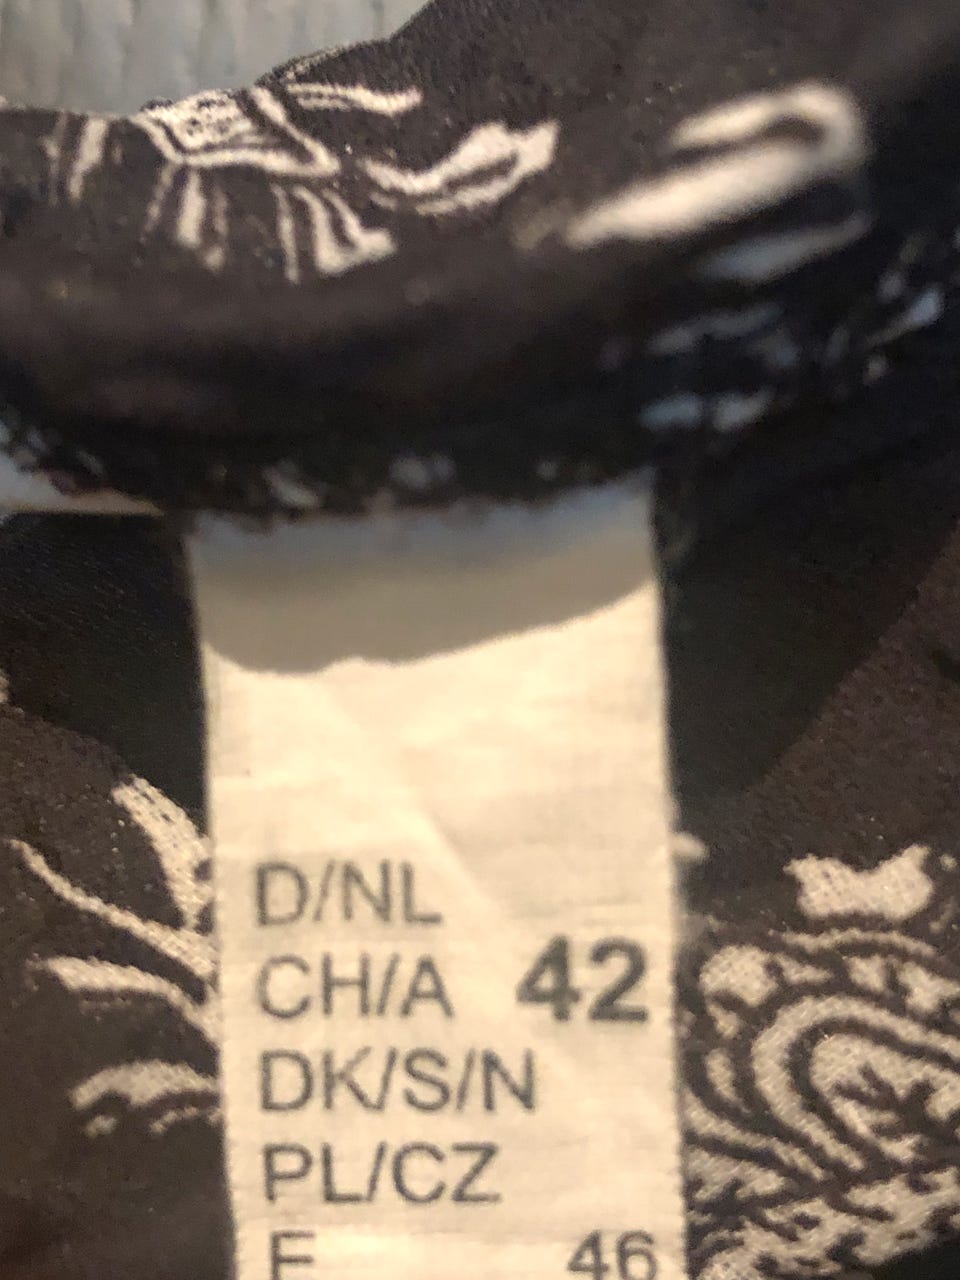 D/NL
CH/A 42
DK/S/N
PL/CZ
E 46